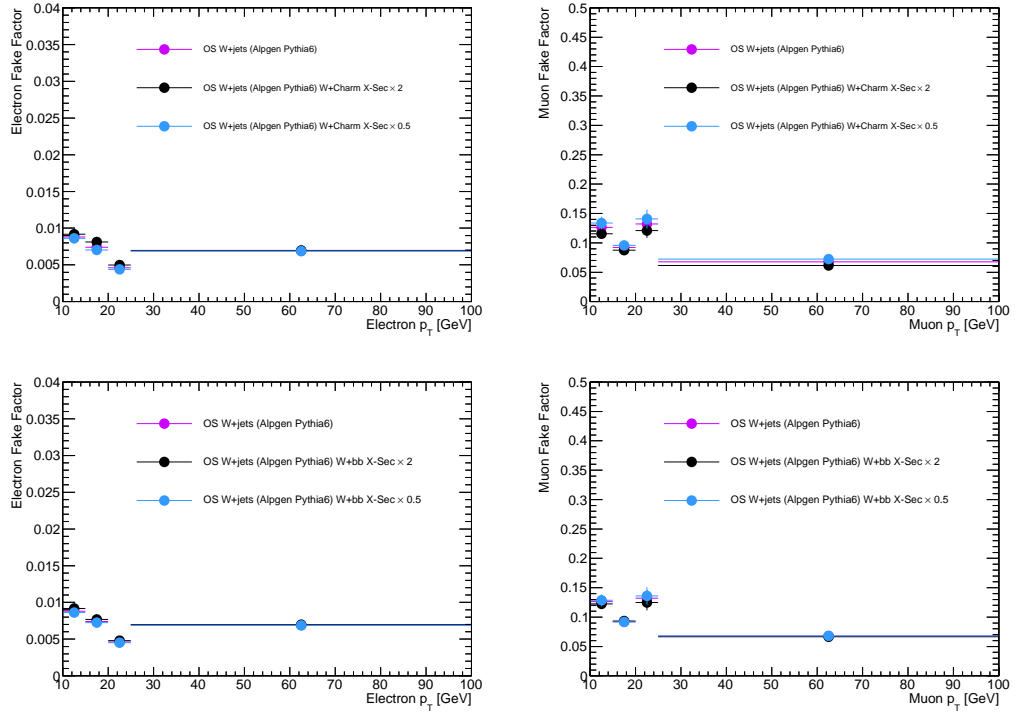 Electron Fake Factor
0.04
0.035
0.03
0.025
0.02
0.015
0.01
0.005
0
OS W+jets (Alpgen Pythia6)
OS W+jets (Alpgen Pythia6) W+Charm X-Sec × 2
OS W+jets (Alpgen Pythia6) W+Charm X-Sec × 0.5
10 20 30 40 50 60 70 80 90 100
Electron p_T [GeV]
Muon Fake Factor
0.5
0.45
0.4
0.35
0.3
0.25
0.2
0.15
0.1
0.05
0
OS W+jets (Alpgen Pythia6)
OS W+jets (Alpgen Pythia6) W+Charm X-Sec × 2
OS W+jets (Alpgen Pythia6) W+Charm X-Sec × 0.5
10 20 30 40 50 60 70 80 90 100
Muon p_T [GeV]
Electron Fake Factor
0.04
0.035
0.03
0.025
0.02
0.015
0.01
0.005
0
OS W+jets (Alpgen Pythia6)
OS W+jets (Alpgen Pythia6) W+bb X-Sec × 2
OS W+jets (Alpgen Pythia6) W+bb X-Sec × 0.5
10 20 30 40 50 60 70 80 90 100
Electron p_T [GeV]
Muon Fake Factor
0.5
0.45
0.4
0.35
0.3
0.25
0.2
0.15
0.1
0.05
0
OS W+jets (Alpgen Pythia6)
OS W+jets (Alpgen Pythia6) W+bb X-Sec × 2
OS W+jets (Alpgen Pythia6) W+bb X-Sec × 0.5
10 20 30 40 50 60 70 80 90 100
Muon p_T [GeV]